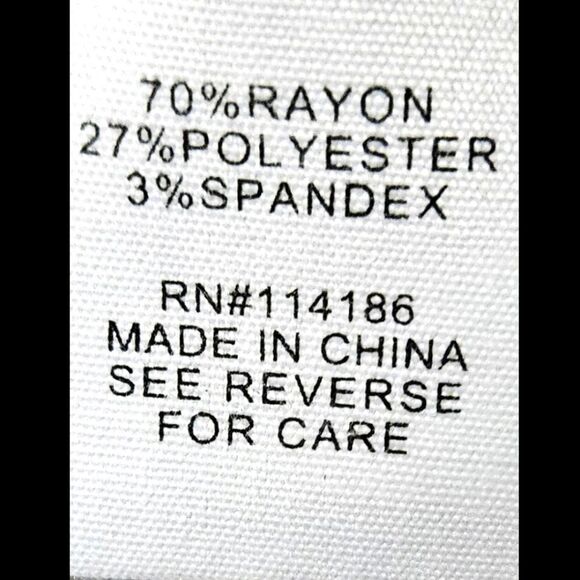 70%RAYON
27%POLYESTER
3%SPANDEX
RN#114186
MADE IN CHINA
SEE REVERSE
FOR CARE